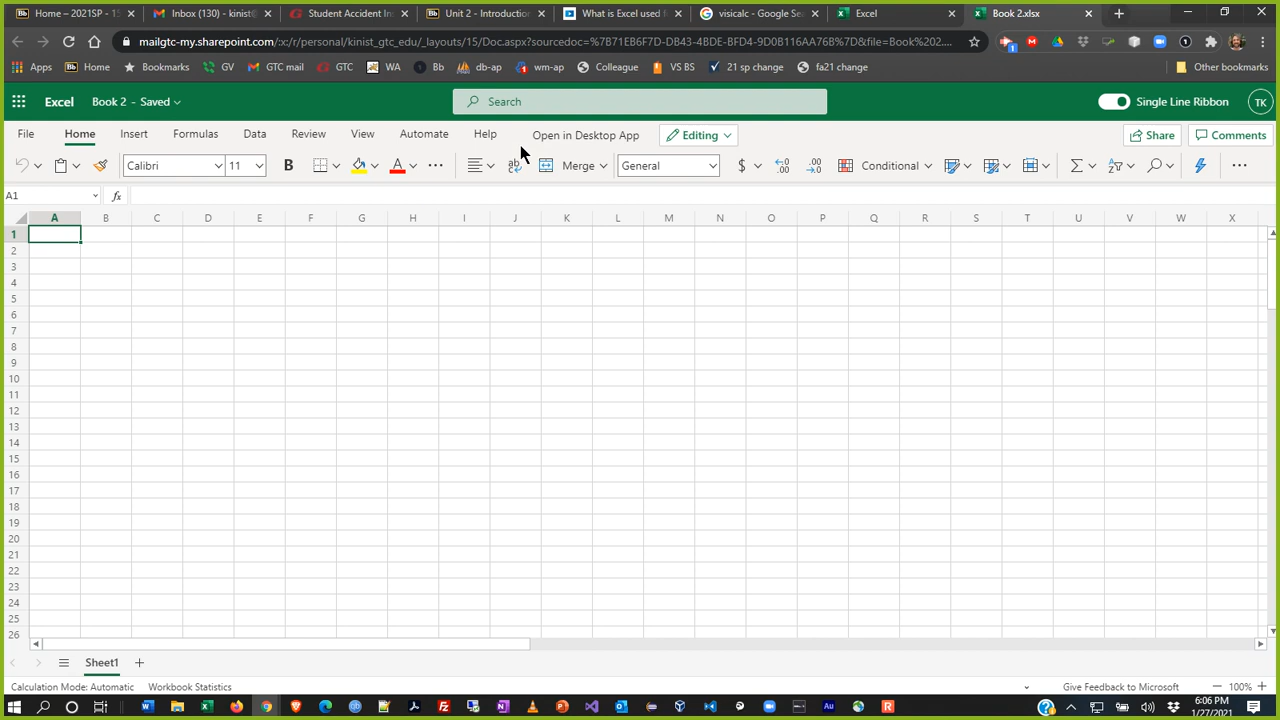 Home – 2021SP - 15 Inbox (130) - kinist@ Student Accident In Unit 2 - Introduction What is Excel used f visicalc - Google Sea Excel Book 2.xlsx
mailgtc-my.sharepoint.com/:x:/r/personal/kinist_gtc_edu/_layouts/15/Doc.aspx?sourcedoc=%7B71EB6F7D-DB43-4BDE-BFD4-9D0B116AA76B%7D&file=Book%202....
Apps Home Bookmarks GV GTC mail GTC WA Bb db-ap wm-ap Colleague VS BS 21 sp change fa21 change Other bookmarks
Excel Book 2 - Saved Search Single Line Ribbon TK
File Home Insert Formulas Data Review View Automate Help Open in Desktop App Editing Share Comments
Calibri 11 B A ab Merge General $ .00 .00 Conditional Σ
A1 fx
A B C D E F G H I J K L M N O P Q R S T U V W X
1
2
3
4
5
6
7
8
9
10
11
12
13
14
15
16
17
18
19
20
21
22
23
24
25
26
Sheet1
Calculation Mode: Automatic Workbook Statistics Give Feedback to Microsoft 100%
6:06 PM
1/27/2021